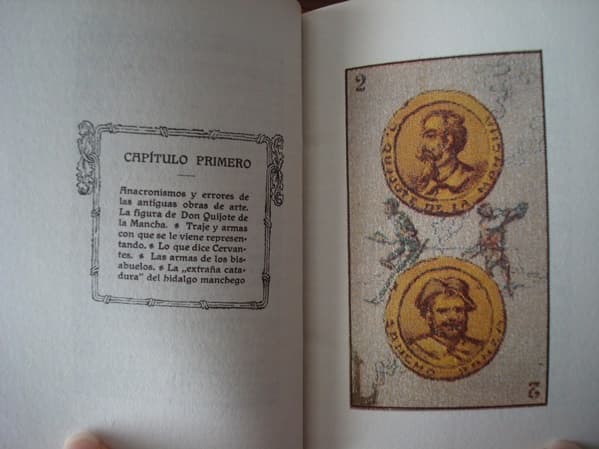 CAPÍTULO PRIMERO
Anacronismos y errores de
las antiguas obras de arte.
La figura de Don Quijote de
la Mancha. * Traje y armas
con que se le viene represen-
tando. * Lo que dice Cervan-
tes. * Las armas de los bis-
abuelos. * La „extraña cata-
dura" del hidalgo manchego
2
D. QUIJOTE DE LA MANCHA
SANCHO PANZA
2